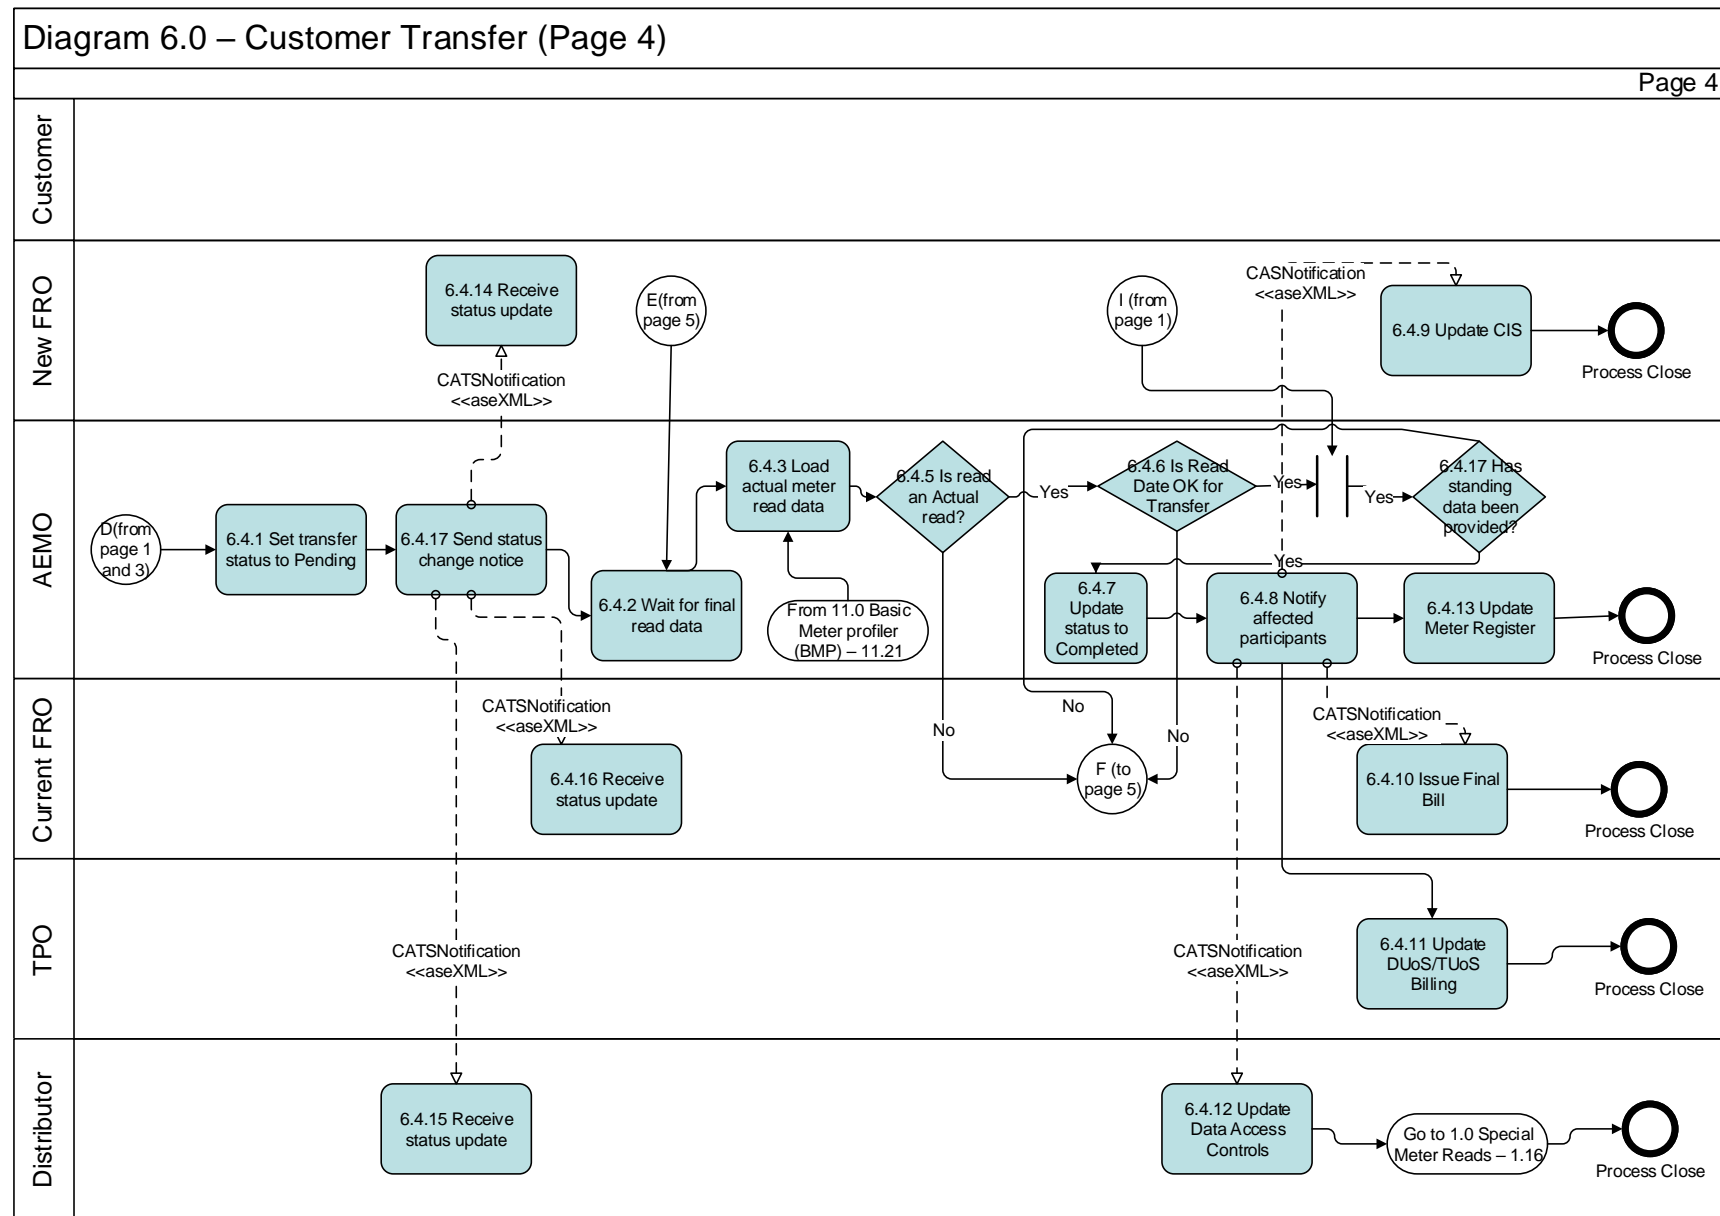 Diagram 6.0 – Customer Transfer (Page 4)
Page 4
Customer
New FRO
6.4.14 Receive
status update
CATSNotification
<<aseXML>>
E(from
page 5)
I (from
page 1)
CASNotification
<<aseXML>>
6.4.9 Update CIS
Process Close
AEMO
D(from
page 1
and 3)
6.4.1 Set transfer
status to Pending
6.4.17 Send status
change notice
6.4.2 Wait for final
read data
6.4.3 Load
actual meter
read data
From 11.0 Basic
Meter profiler
(BMP) – 11.21
6.4.5 Is read
an Actual
read?
Yes
6.4.6 Is Read
Date OK for
Transfer
Yes
Yes
6.4.17 Has
standing
data been
provided?
Yes
6.4.7
Update
status to
Completed
6.4.8 Notify
affected
participants
6.4.13 Update
Meter Register
Process Close
Current FRO
CATSNotification
<<aseXML>>
6.4.16 Receive
status update
No
No
No
F (to
page 5)
CATSNotification
<<aseXML>>
6.4.10 Issue Final
Bill
Process Close
TPO
CATSNotification
<<aseXML>>
CATSNotification
<<aseXML>>
6.4.11 Update
DUoS/TUoS
Billing
Process Close
Distributor
6.4.15 Receive
status update
6.4.12 Update
Data Access
Controls
Go to 1.0 Special
Meter Reads – 1.16
Process Close